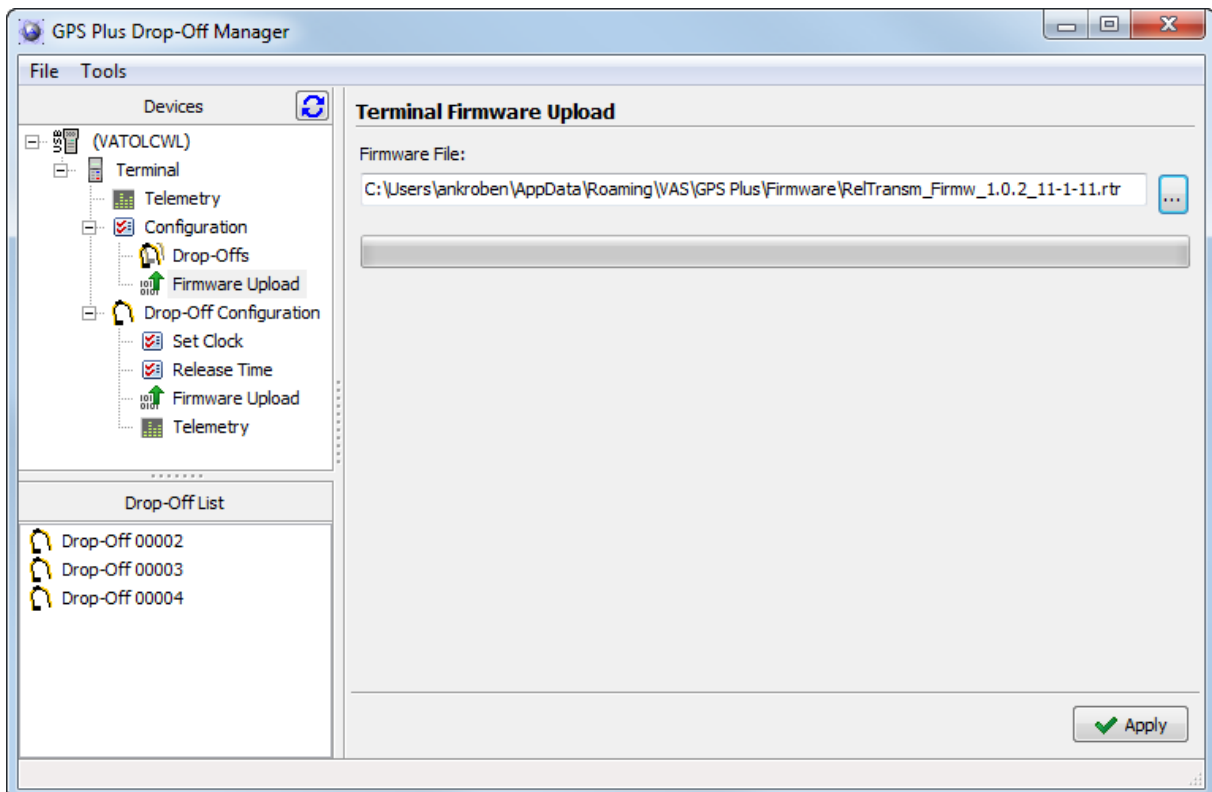 GPS Plus Drop-Off Manager
File Tools
Devices
(VATOLCWL)
Terminal
Telemetry
Configuration
Drop-Offs
Firmware Upload
Drop-Off Configuration
Set Clock
Release Time
Firmware Upload
Telemetry
Drop-Off List
Drop-Off 00002
Drop-Off 00003
Drop-Off 00004
Terminal Firmware Upload
Firmware File:
C:\Users\ankroben\AppData\Roaming\VAS\GPS Plus\Firmware\RelTransm_Firmw_1.0.2_11-1-11.rtr
...
Apply